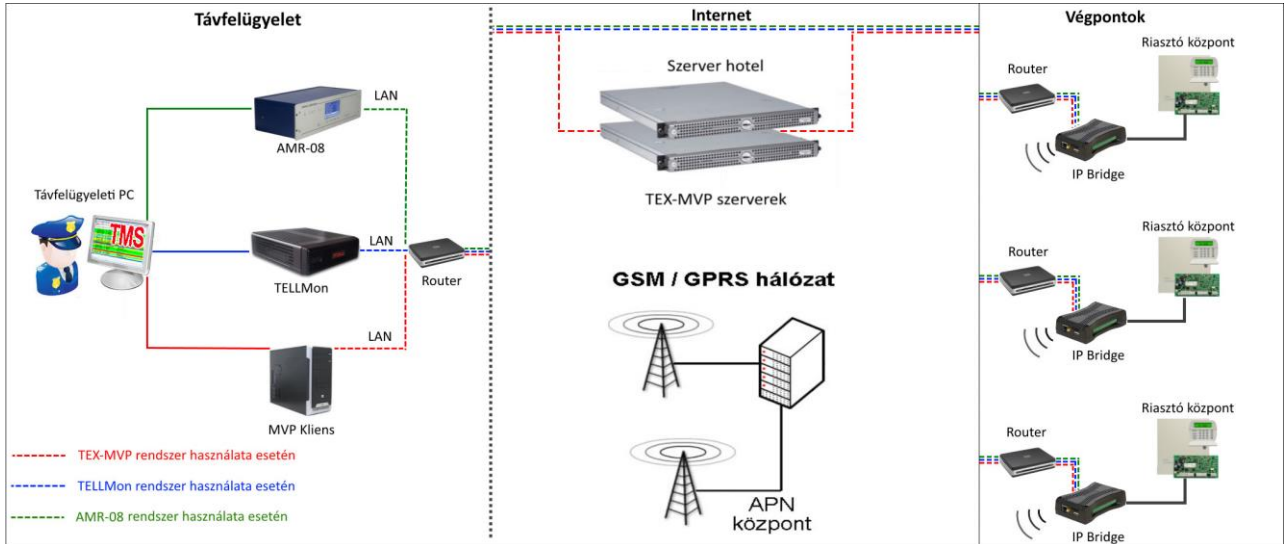 Távfelügyelet
LAN
AMR-08
Távfelügyeleti PC
TMS
LAN
TELLMon
Router
LAN
MVP Kliens
TEX-MVP rendszer használata esetén
TELLMon rendszer használata esetén
AMR-08 rendszer használata esetén
Internet
Szerver hotel
TEX-MVP szerverek
GSM / GPRS hálózat
APN
központ
Végpontok
Riasztó központ
Router
IP Bridge
Riasztó központ
Router
IP Bridge
Riasztó központ
Router
IP Bridge